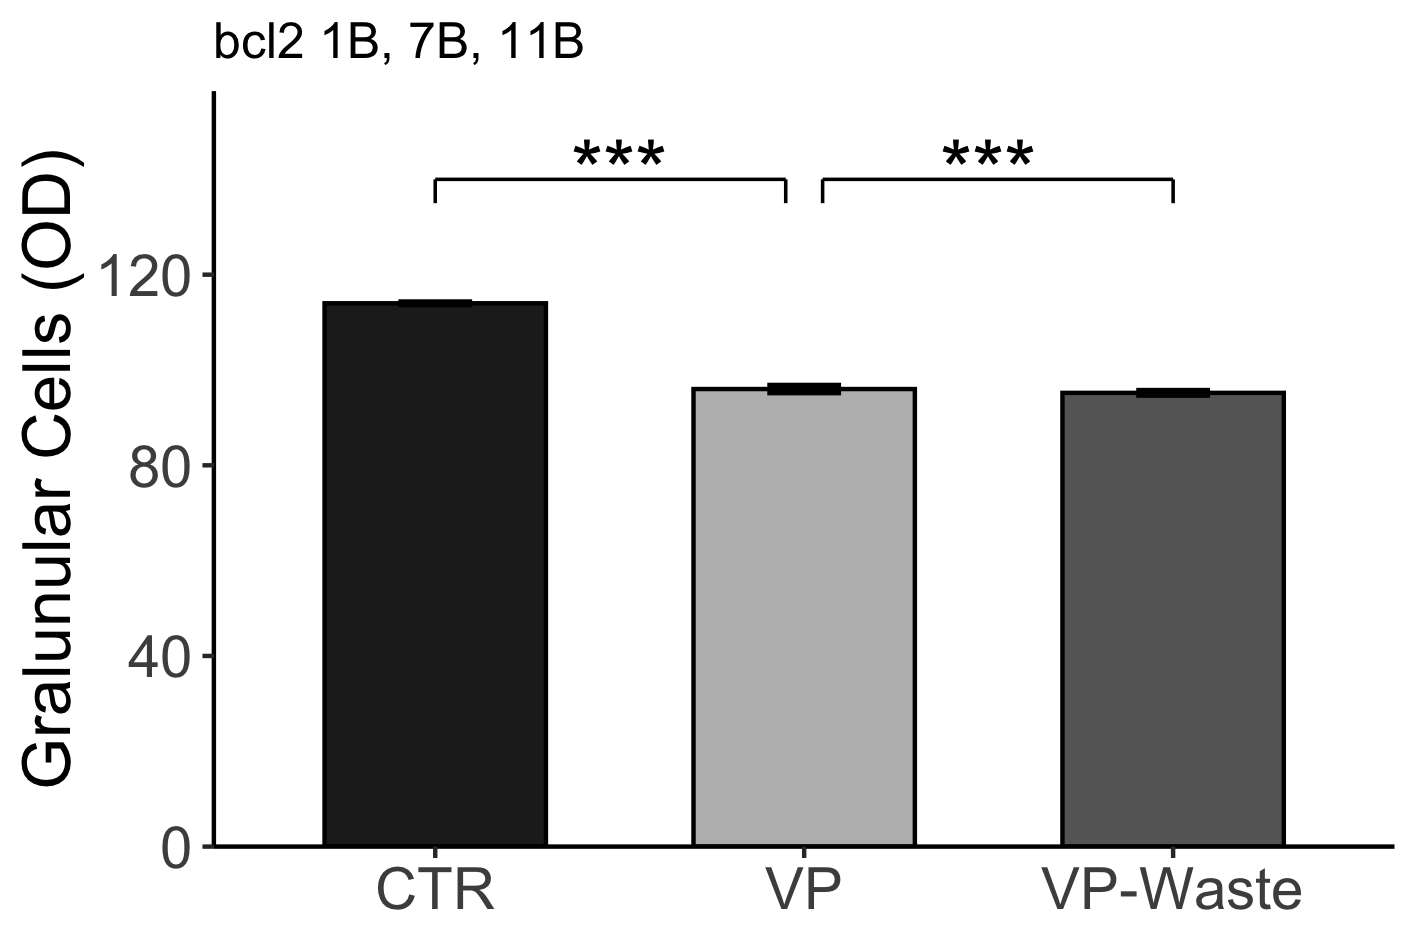 bcl2 1B, 7B, 11B
Gralunular Cells (OD)
*** ***
120
80
40
0
CTR VP VP-Waste